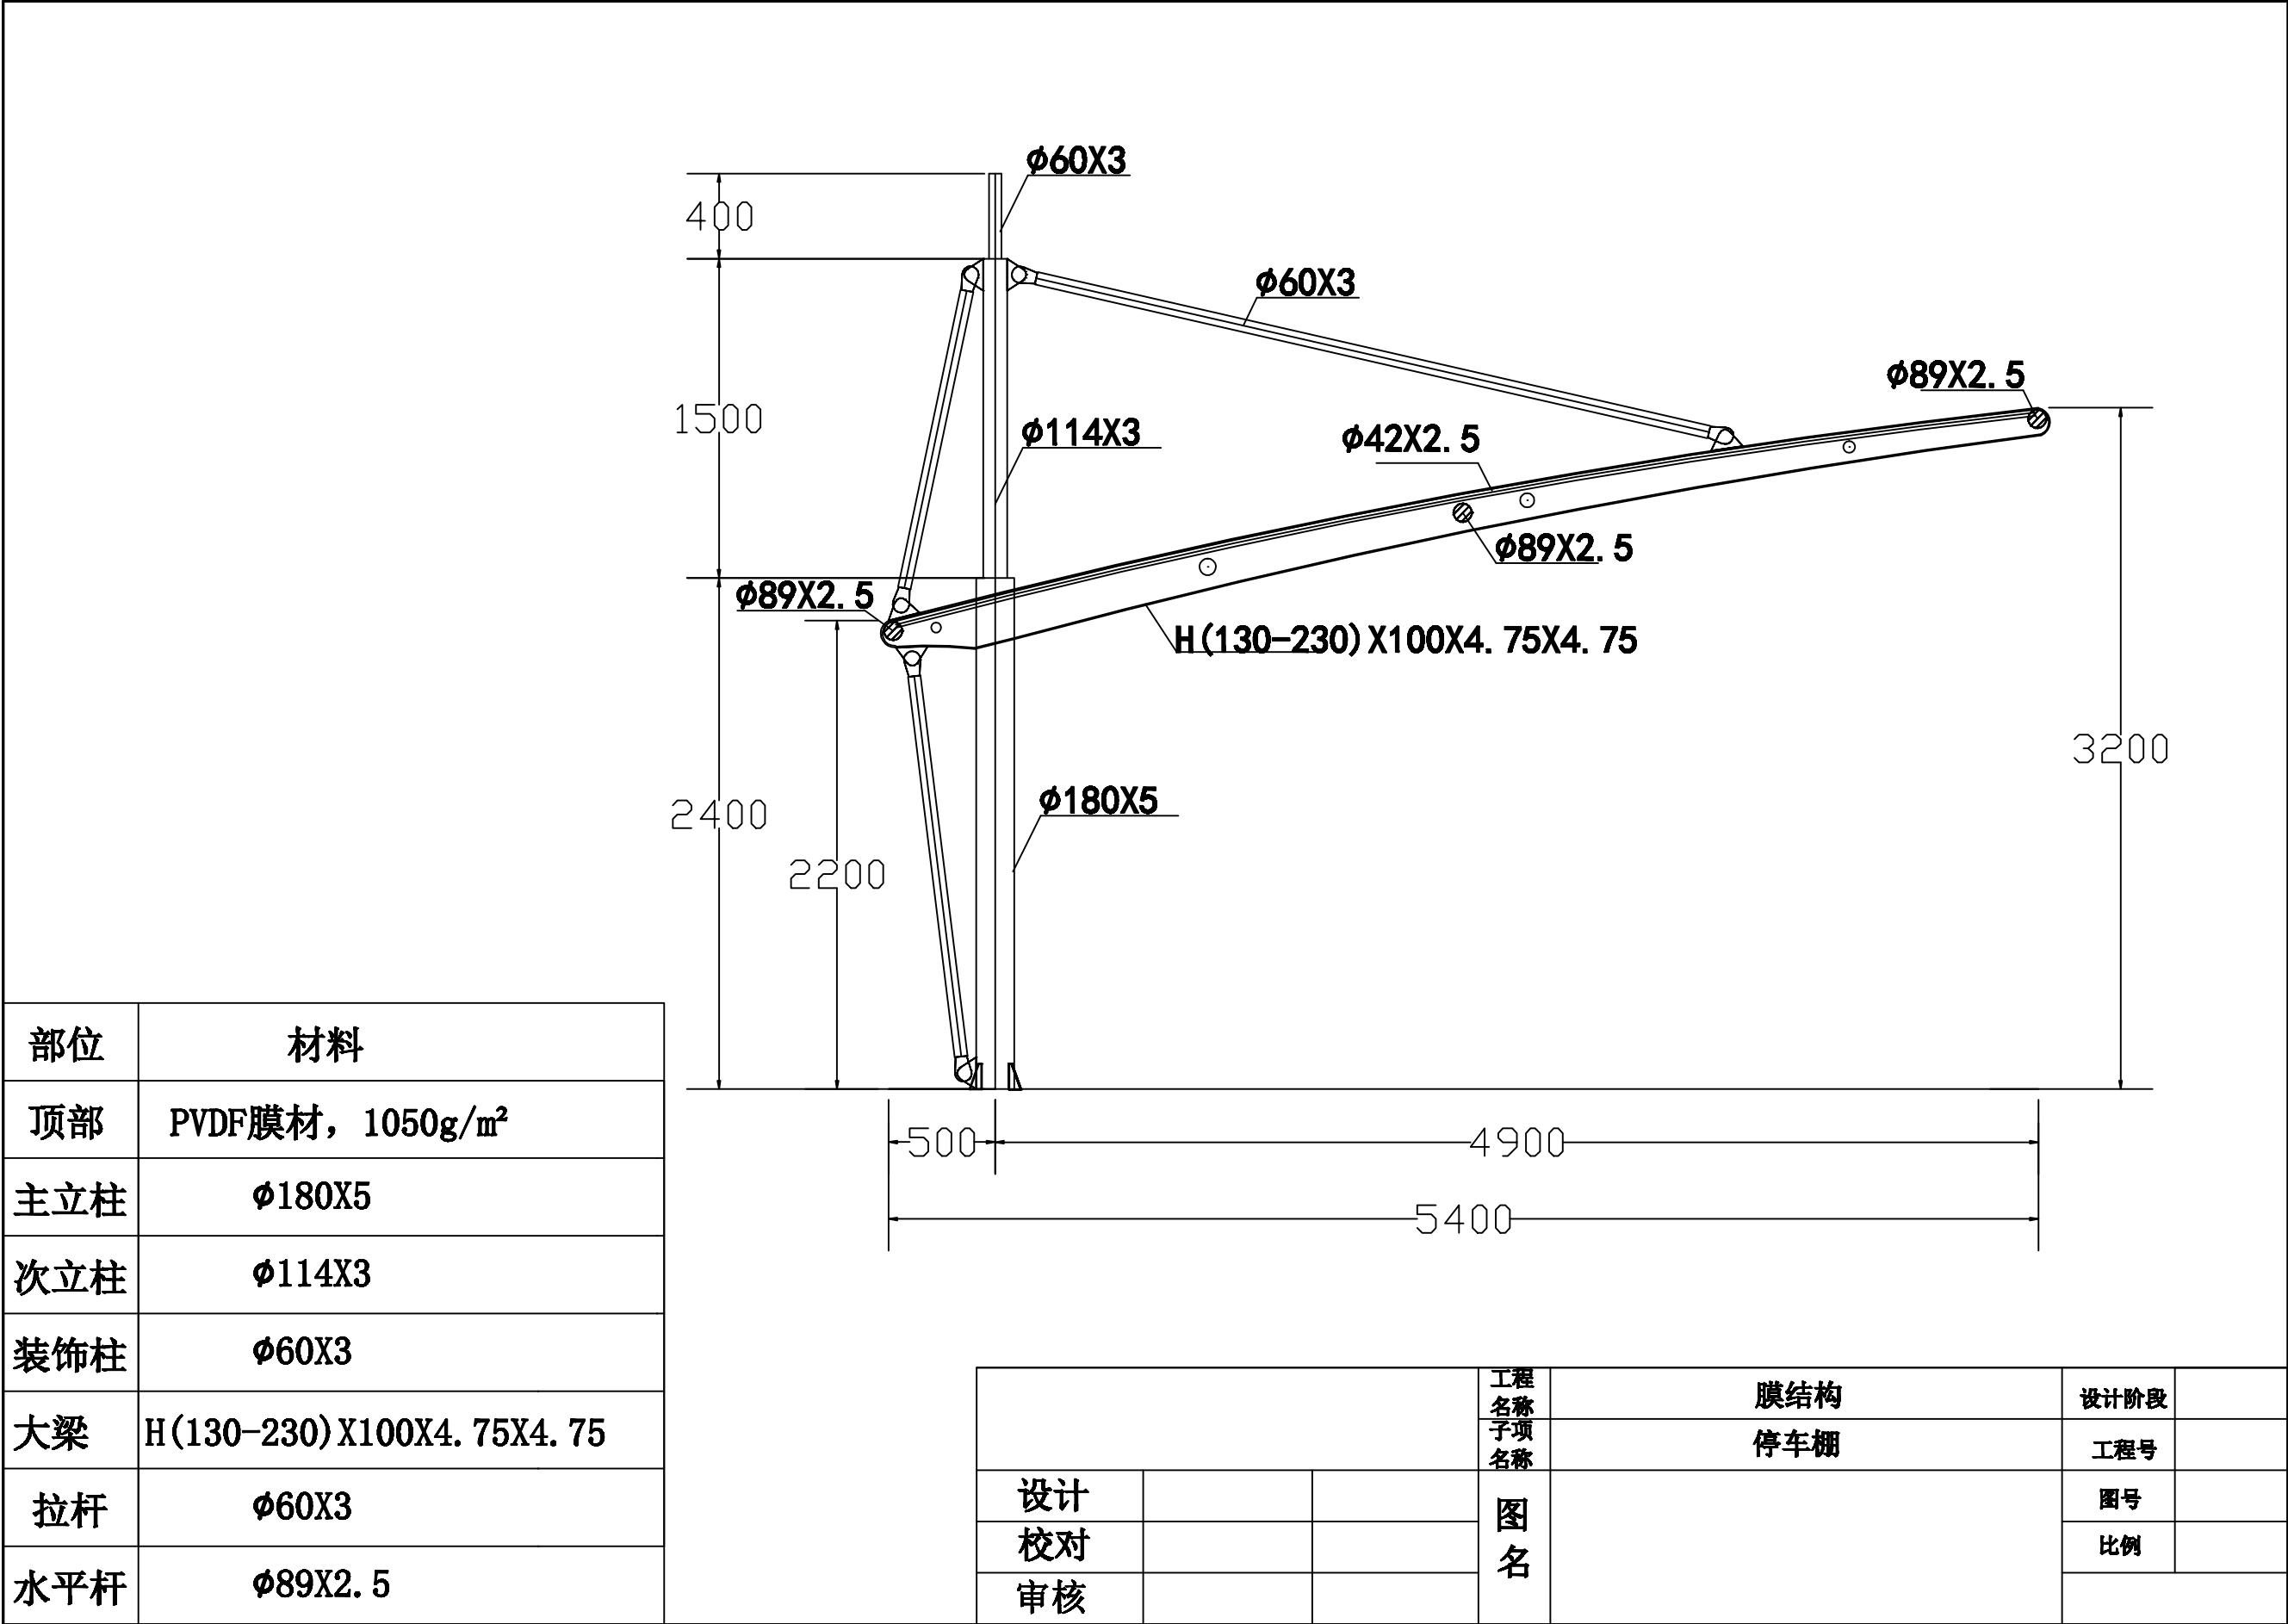 ϕ60X3
400
ϕ60X3
ϕ89X2.5
1500
ϕ114X3
ϕ42X2.5
ϕ89X2.5
ϕ89X2.5
H(130-230)X100X4.75X4.75
3200
ϕ180X5
2400
2200
500
4900
5400
部位 材料
顶部 PVDF膜材，1050g/m²
主立柱 ϕ180X5
次立柱 ϕ114X3
装饰柱 ϕ60X3
大梁 H(130-230)X100X4.75X4.75
拉杆 ϕ60X3
水平杆 ϕ89X2.5
工程名称 膜结构 设计阶段
子项名称 停车棚 工程号
设计 图名 图号
校对 比例
审核